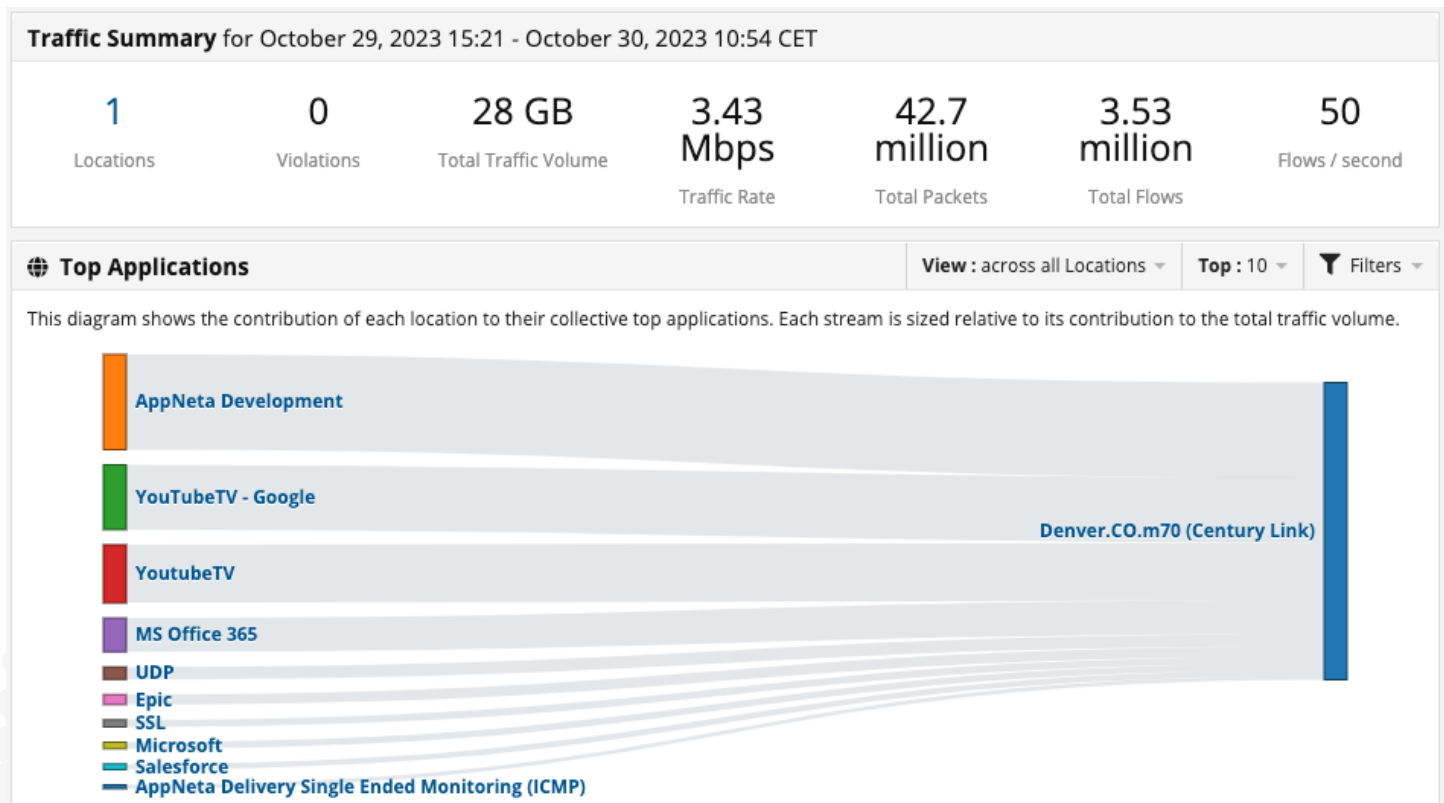 Traffic Summary for October 29, 2023 15:21 - October 30, 2023 10:54 CET
1
Locations
0
Violations
28 GB
Total Traffic Volume
3.43
Mbps
Traffic Rate
42.7
million
Total Packets
3.53
million
Total Flows
50
Flows / second
Top Applications
View : across all Locations
Top : 10
Filters
This diagram shows the contribution of each location to their collective top applications. Each stream is sized relative to its contribution to the total traffic volume.
AppNeta Development
YouTubeTV - Google
Denver.CO.m70 (Century Link)
YoutubeTV
MS Office 365
UDP
Epic
SSL
Microsoft
Salesforce
AppNeta Delivery Single Ended Monitoring (ICMP)